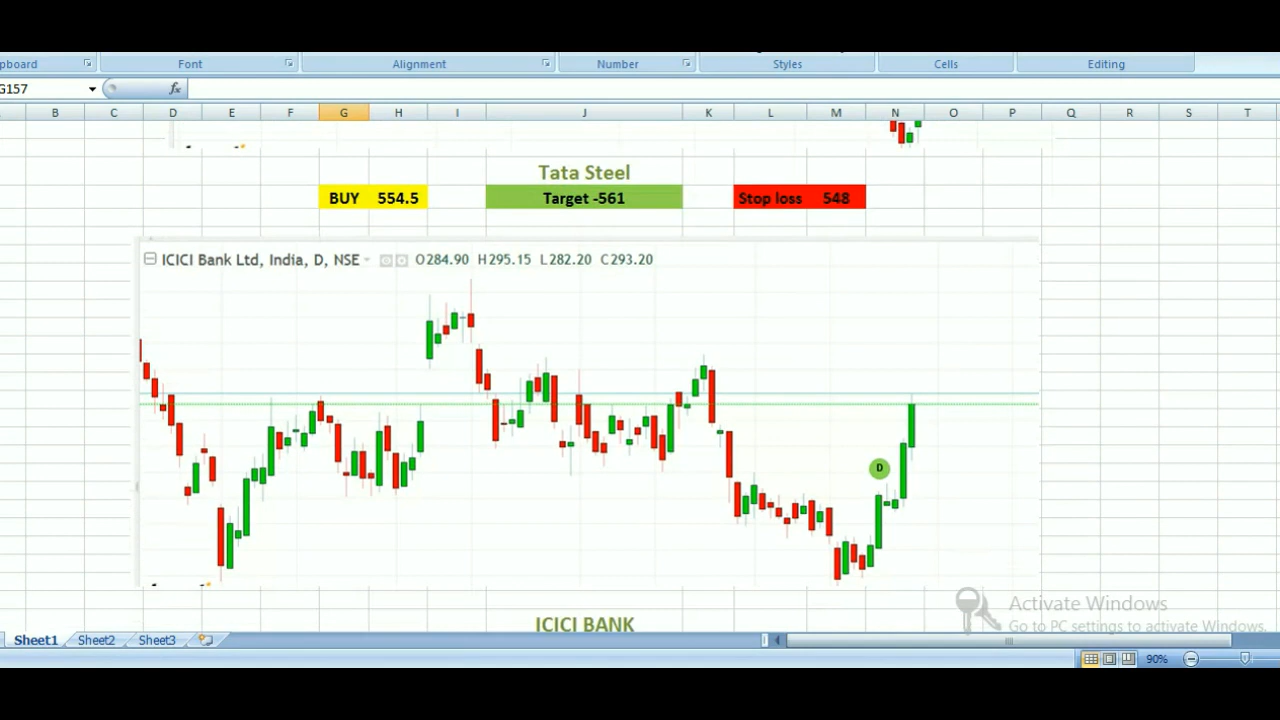 pboard Font Alignment Number Styles Cells Editing
G157 fx
B C D E F G H I J K L M N O P Q R S T
Tata Steel
BUY 554.5 Target -561 Stop loss 548
ICICI Bank Ltd, India, D, NSE O284.90 H295.15 L282.20 C293.20
D
Activate Windows
Go to PC settings to activate Windows.
ICICI BANK
Sheet1 Sheet2 Sheet3
90%